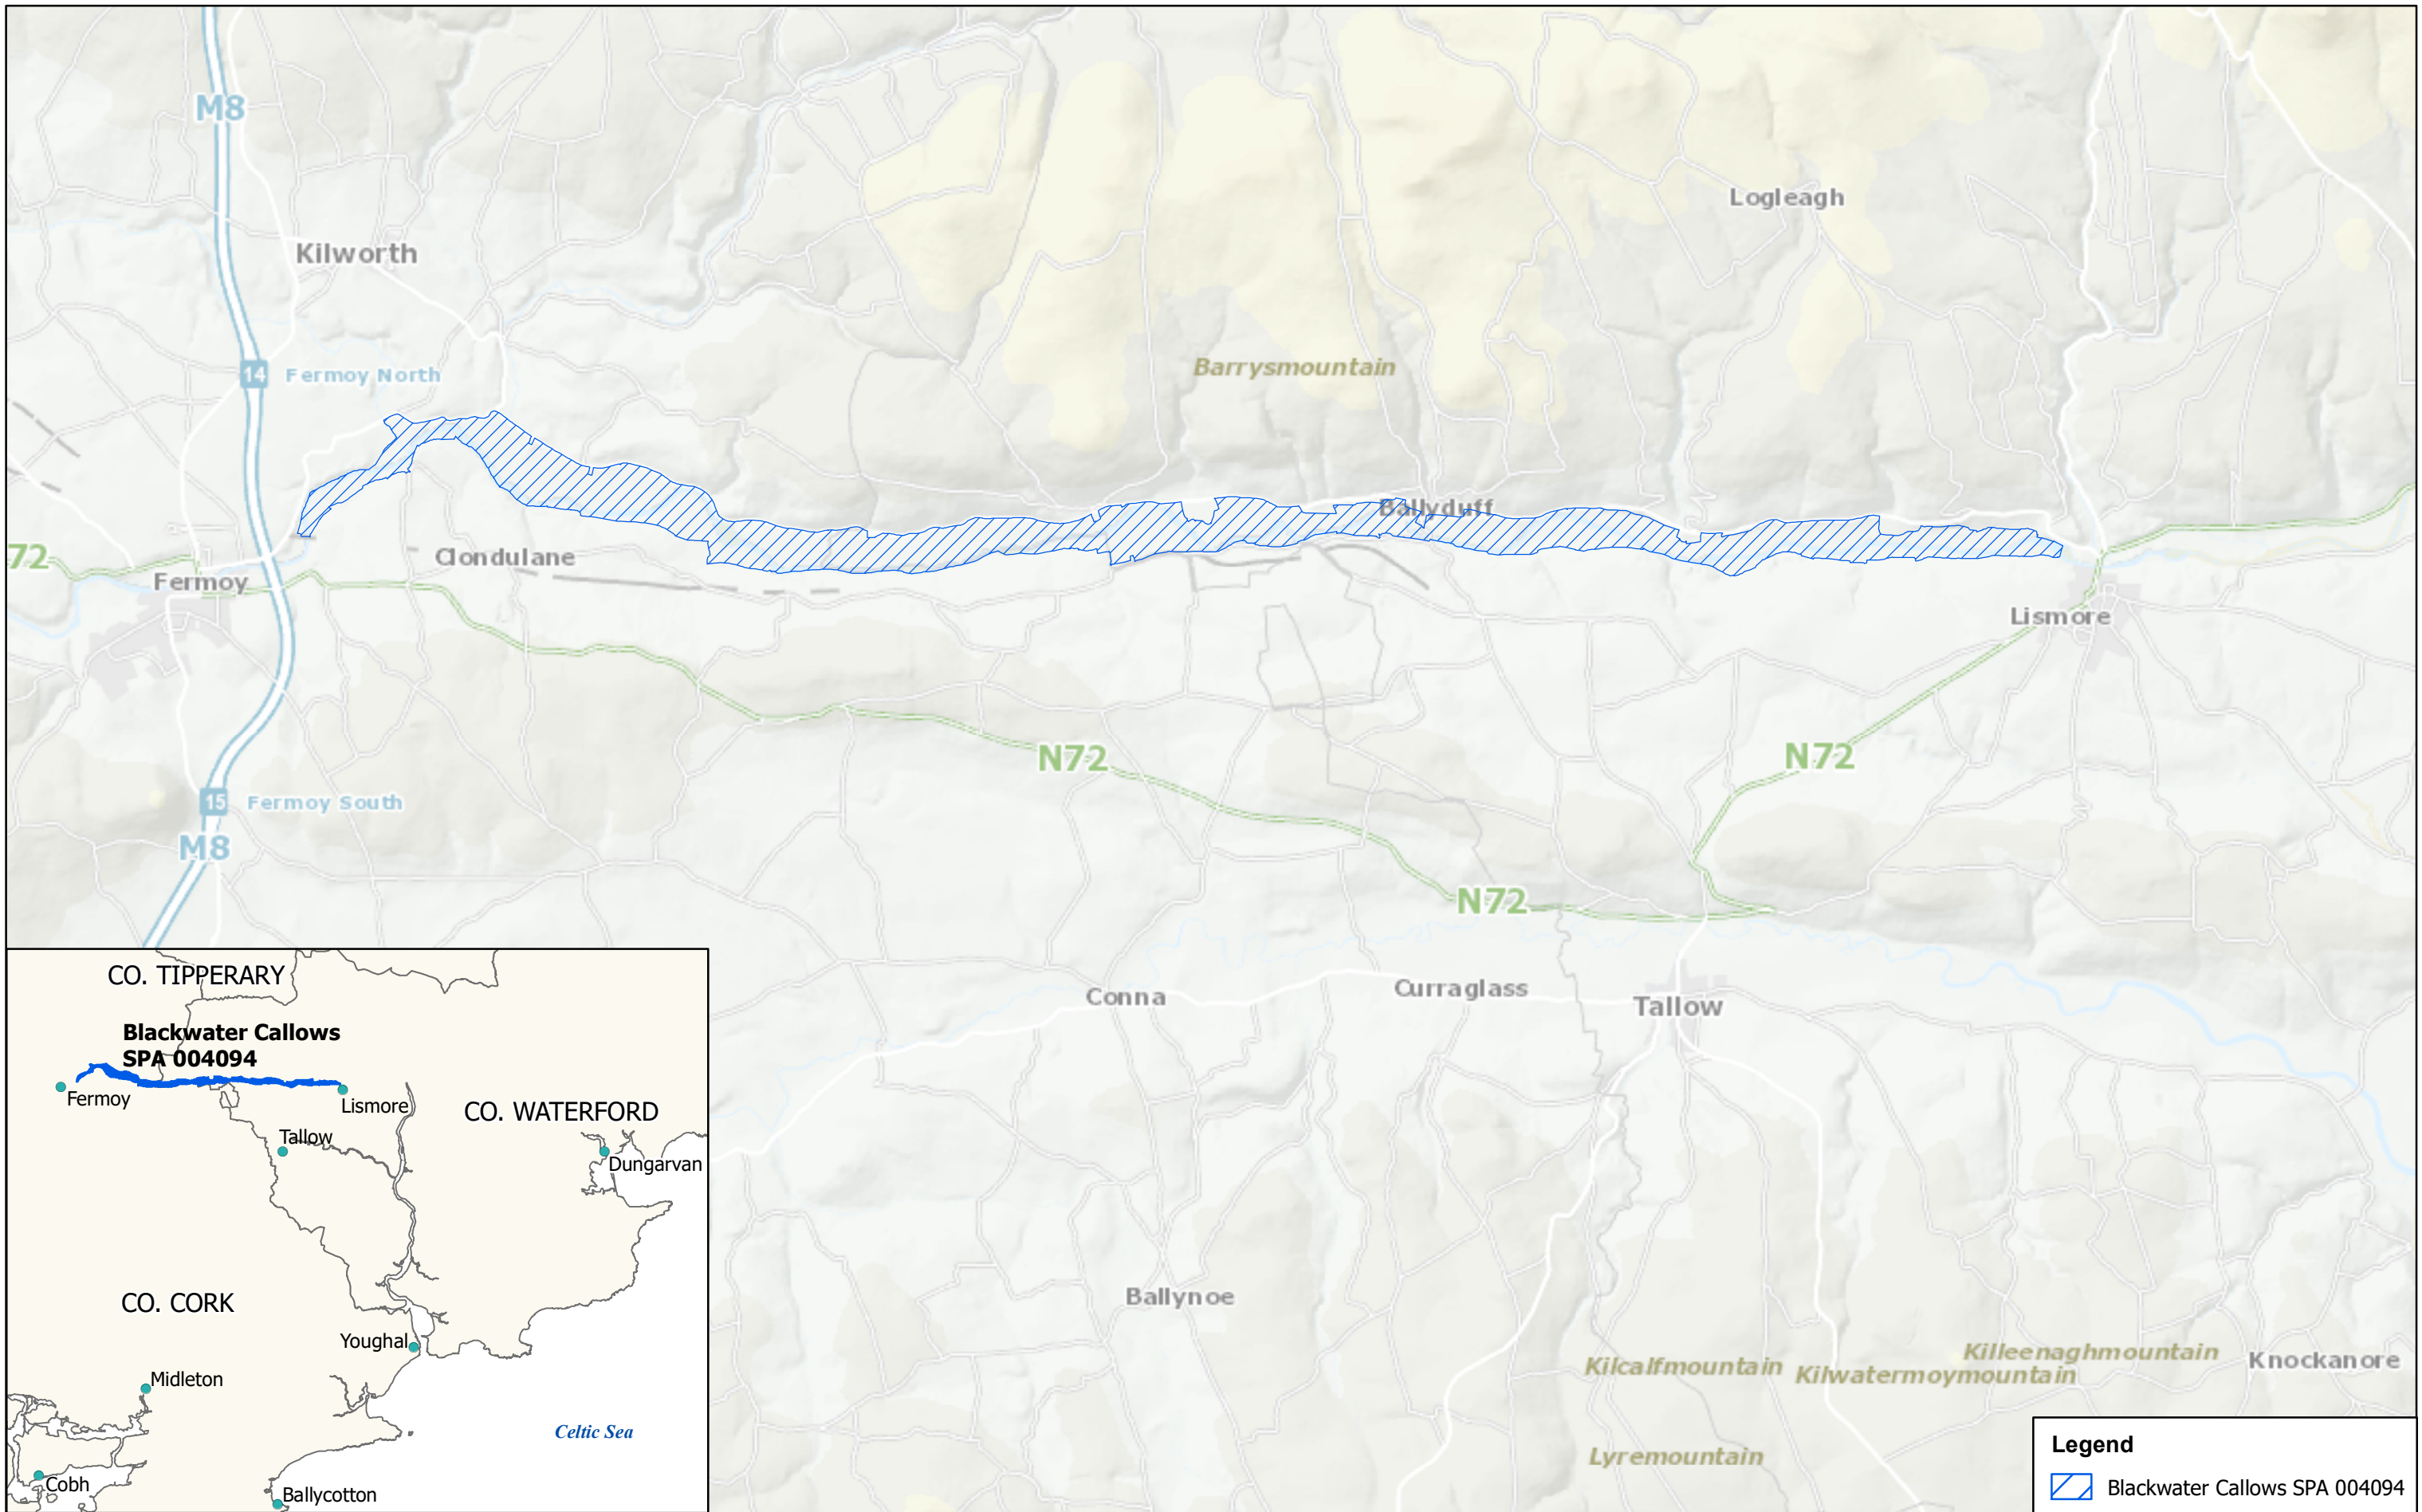 M8
Logleagh
Kilworth
Barrysmountain
14 Fermoy North
Ballyduff
72
Clondulane
Fermoy
Lismore
N72
N72
15 Fermoy South
M8
N72
Conna
Curraglass
Tallow
Ballynoe
Killeenaghmountain
Knockanore
Kilcalfmountain
Kilwatermoymountain
Lyremountain
CO. TIPPERARY
Blackwater Callows
SPA 004094
Fermoy
Lismore
CO. WATERFORD
Tallow
Dungarvan
CO. CORK
Youghal
Midleton
Celtic Sea
Cobh
Ballycotton
Legend
Blackwater Callows SPA 004094